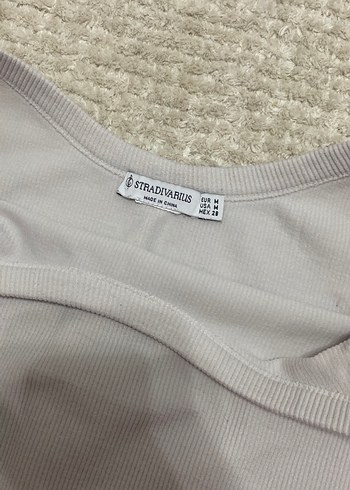 STRADIVARIUS
MADE IN CHINA
EUR M
USA M
MEX 28